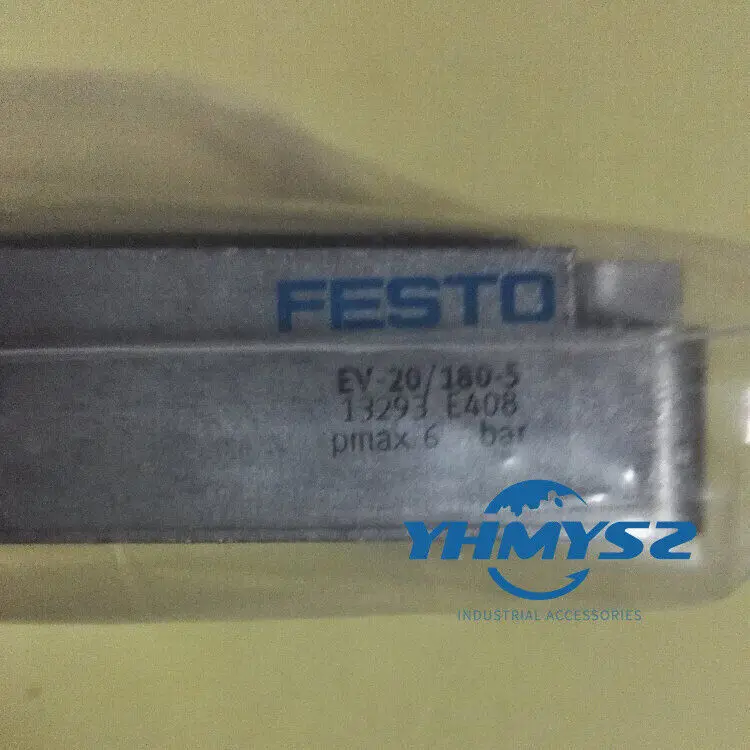 FESTO
EV-20/180-5
13293 E408
pmax 6 bar
YHMYSZ
INDUSTRIAL ACCESSORIES